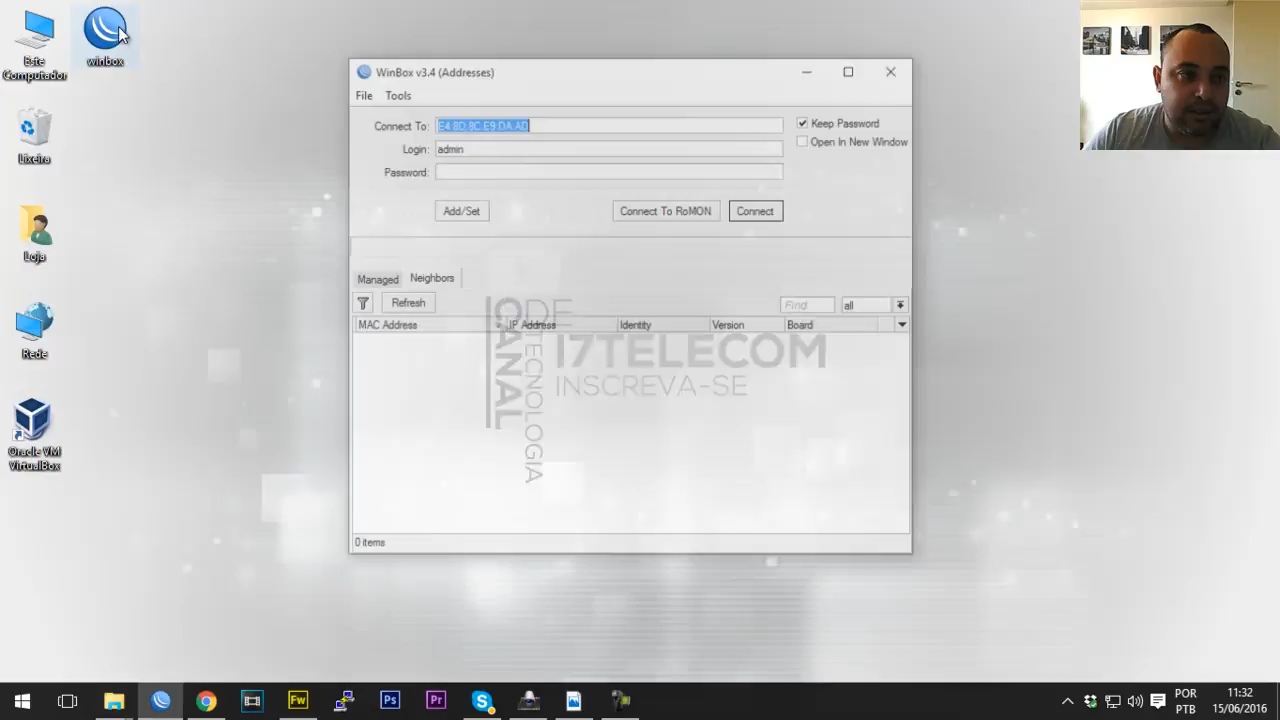 Este
Computador
winbox
Lixeira
Loja
Rede
Oracle VM
VirtualBox
WinBox v3.4 (Addresses)
File Tools
Connect To: E4:8D:8C:E9:DA:AD
Keep Password
Open In New Window
Login: admin
Password:
Add/Set Connect To RoMON Connect
Managed Neighbors
Refresh Find all
MAC Address IP Address Identity Version Board
CANAL
DE
TECNOLOGIA
I7TELECOM
INSCREVA-SE
0 items
Fw Ps Pr
POR
PTB
11:32
15/06/2016